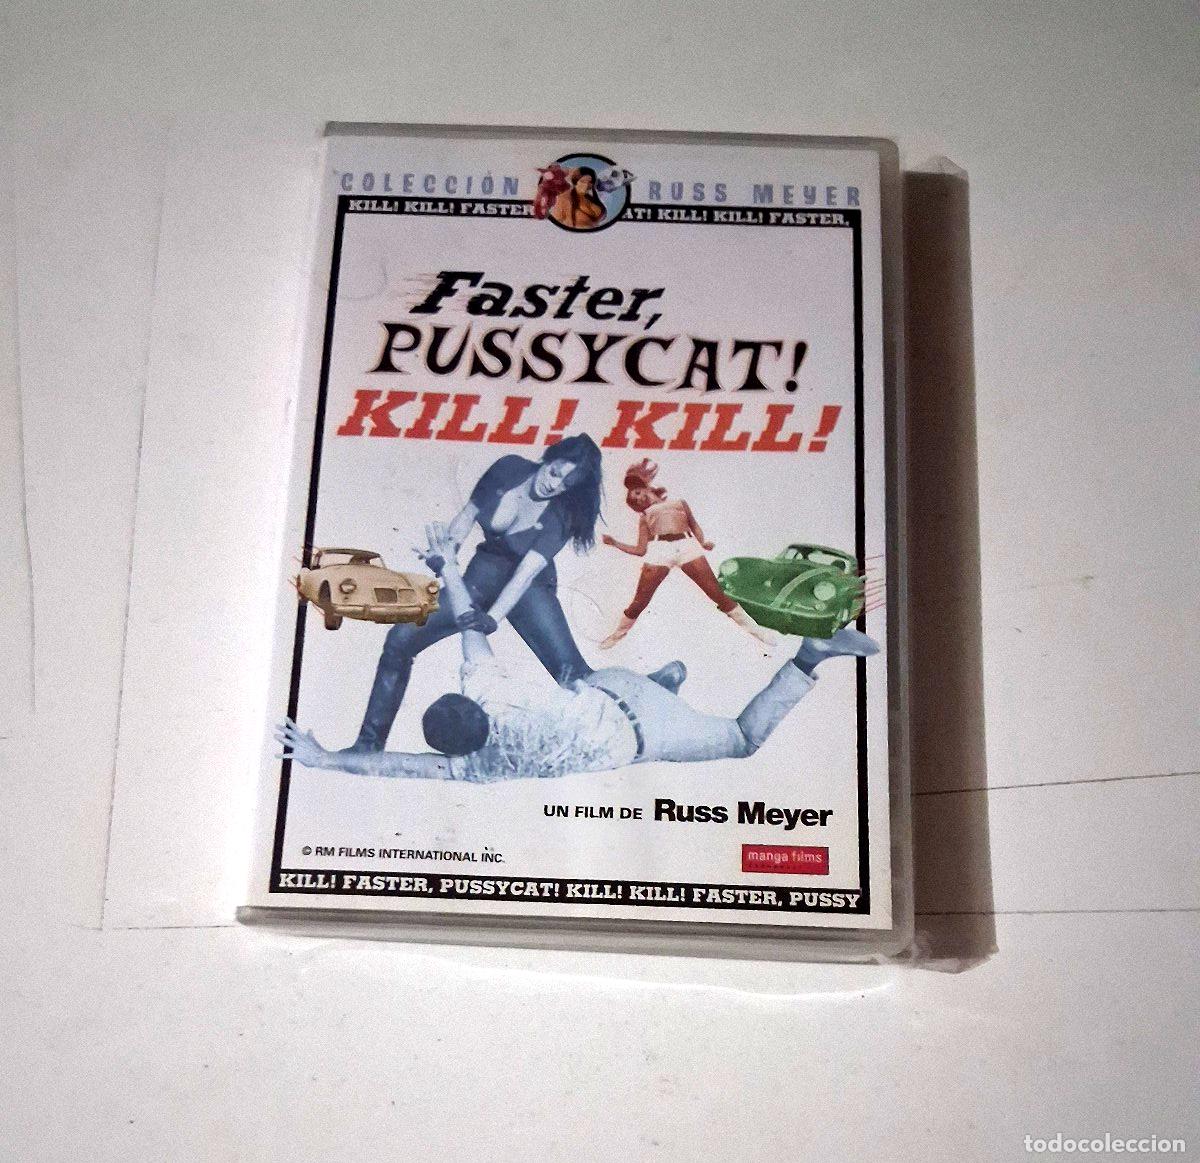 COLECCIÓN RUSS MEYER
KILL! KILL! FASTER AT! KILL! KILL! FASTER,
Faster,
PUSSYCAT!
KILL! KILL!
UN FILM DE Russ Meyer
© RM FILMS INTERNATIONAL INC.
manga films
KILL! FASTER, PUSSYCAT! KILL! KILL! FASTER, PUSSY
todocoleccion